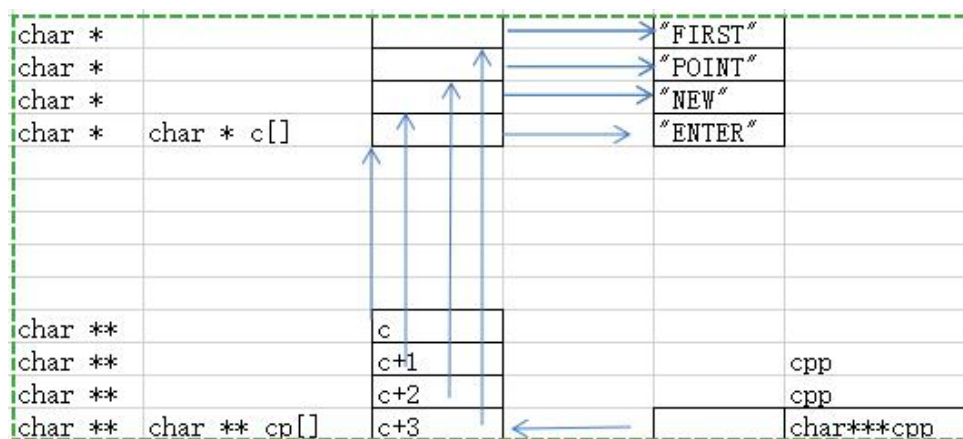 char * "FIRST"
char * "POINT"
char * "NEW"
char * char * c[] "ENTER"
char ** c
char ** c+1 cpp
char ** c+2 cpp
char ** char ** cp[] c+3 char***cpp